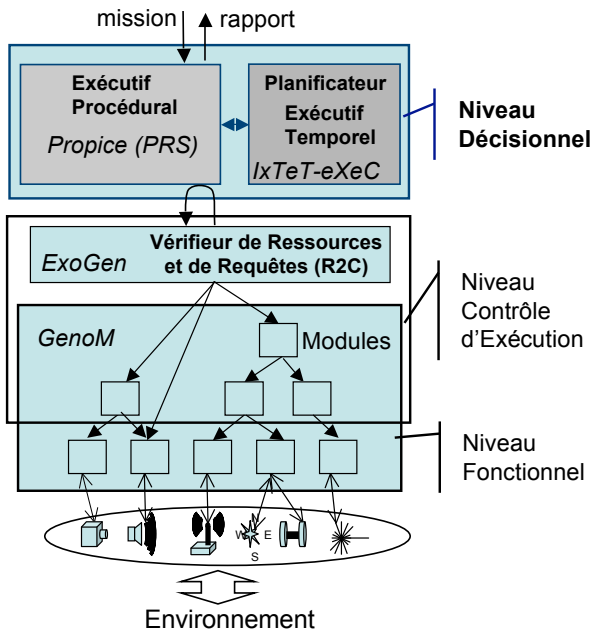 mission
rapport
Exécutif
Procédural
Propice (PRS)
Planificateur
Exécutif
Temporel
IxTeT-eXeC
Niveau
Décisionnel
ExoGen
Vérifieur de Ressources
et de Requêtes (R2C)
Niveau
Contrôle
d'Exécution
GenoM
Modules
Niveau
Fonctionnel
W
E
S
Environnement